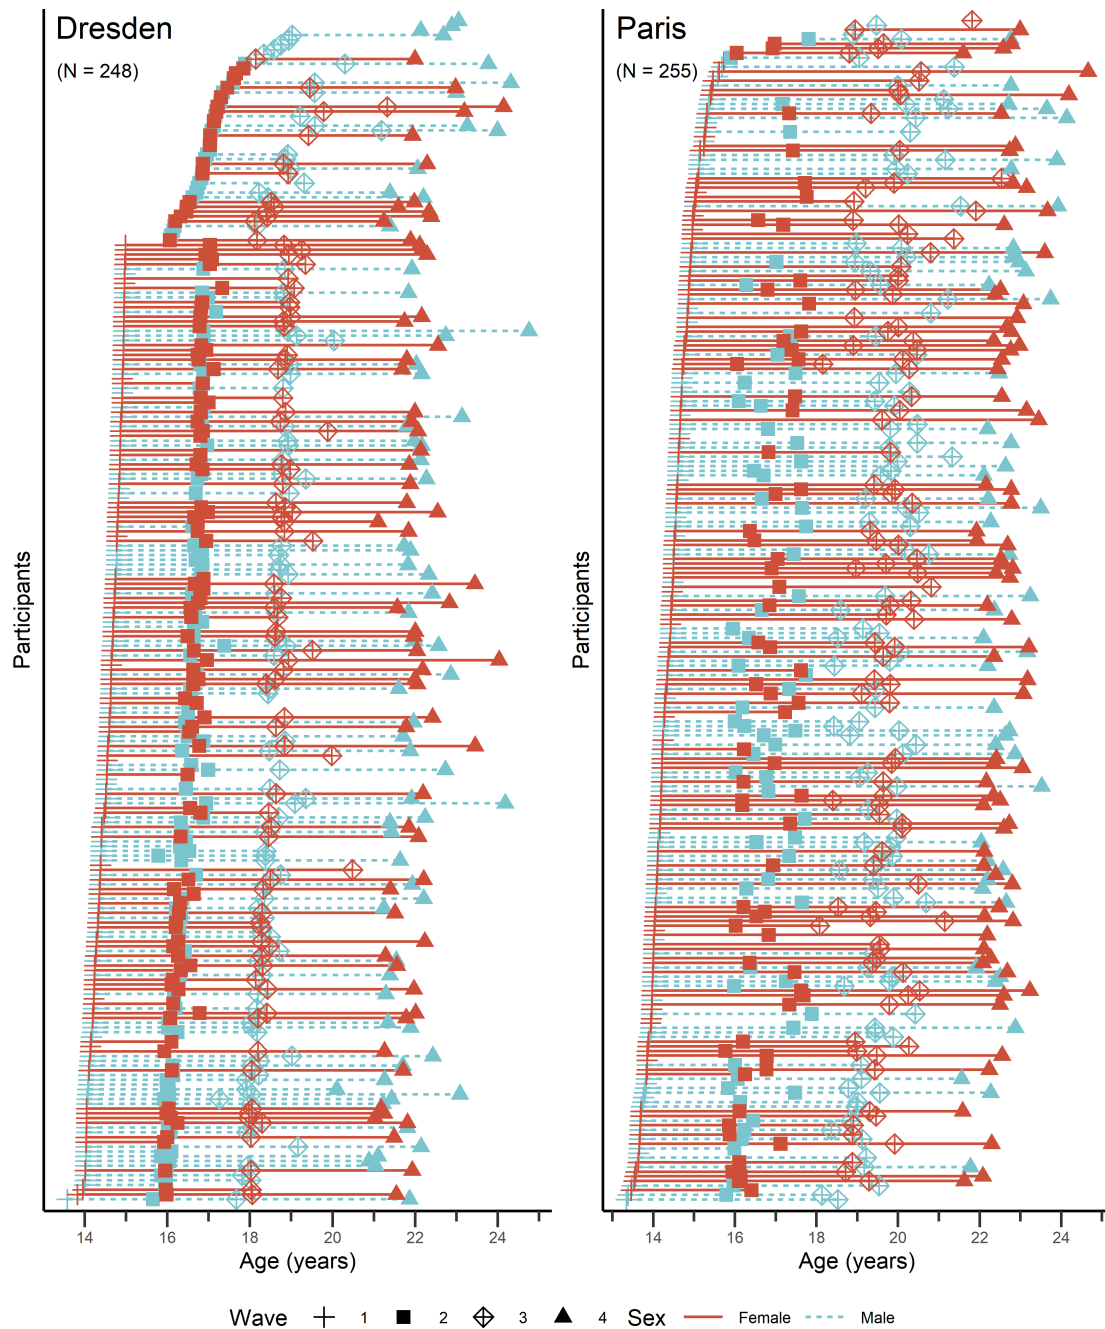 Dresden
(N = 248)
Paris
(N = 255)
Participants
Participants
14 16 18 20 22 24
14 16 18 20 22 24
Age (years)
Age (years)
Wave 1 2 3 4 Sex Female Male